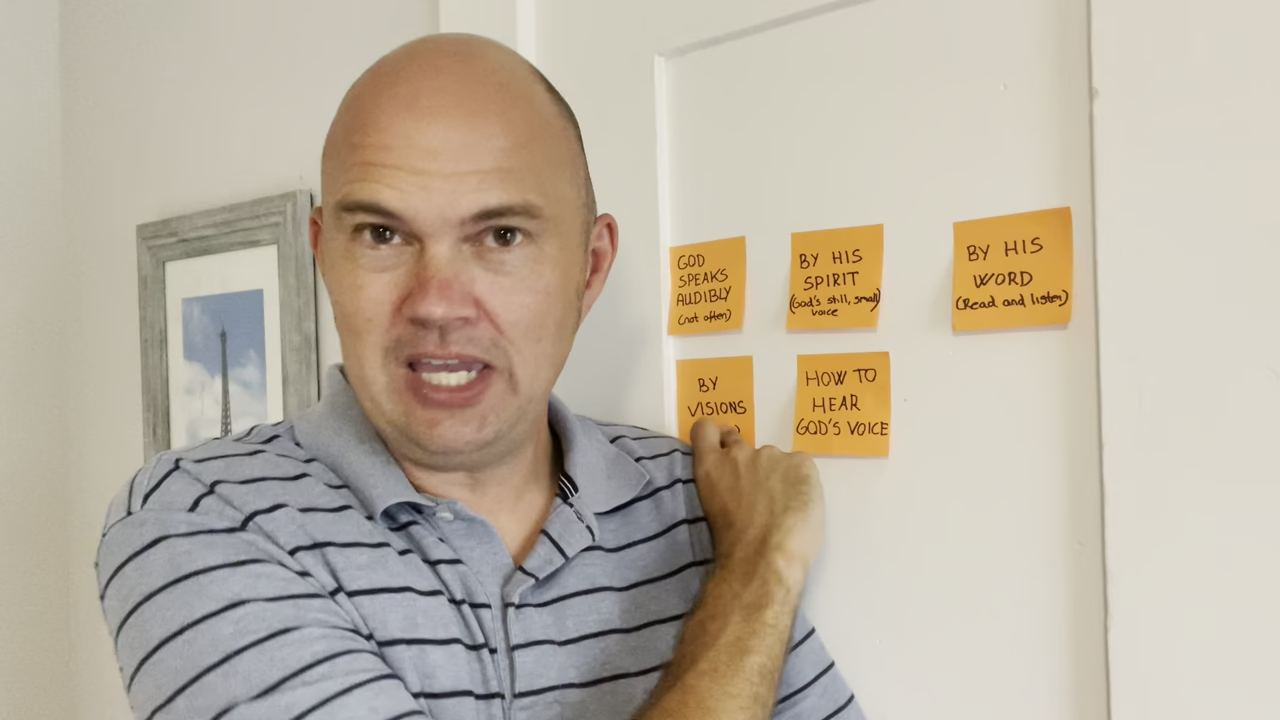 GOD
SPEAKS
AUDIBLY
(not often)
BY HIS
SPIRIT
(God's still, small
voice
BY HIS
WORD
(Read and listen)
BY
VISIONS
HOW TO
HEAR
GOD'S VOICE